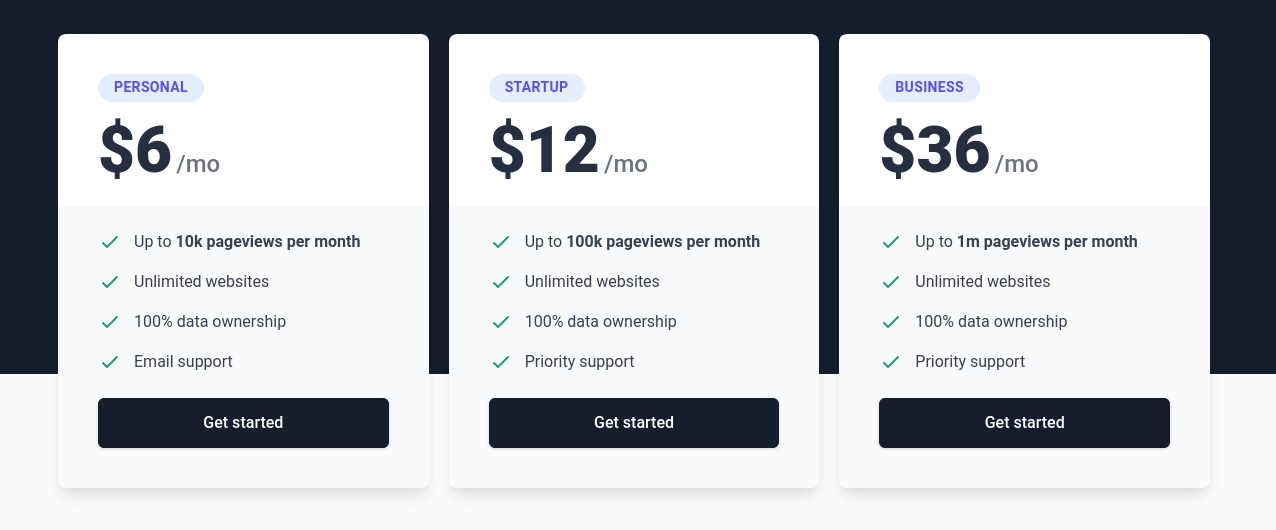 PERSONAL
$6 /mo
Up to 10k pageviews per month
Unlimited websites
100% data ownership
Email support
Get started
STARTUP
$12 /mo
Up to 100k pageviews per month
Unlimited websites
100% data ownership
Priority support
Get started
BUSINESS
$36 /mo
Up to 1m pageviews per month
Unlimited websites
100% data ownership
Priority support
Get started